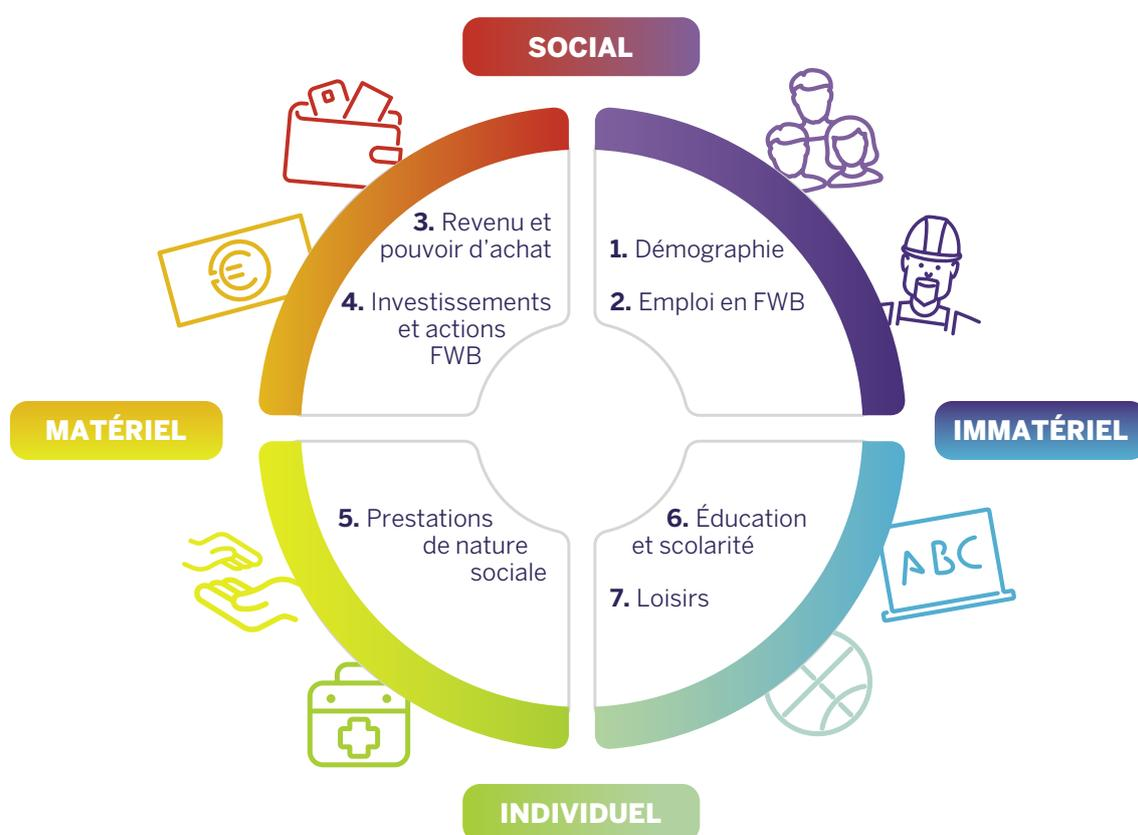 SOCIAL
3. Revenu et
pouvoir d'achat
4. Investissements
et actions
FWB
1. Démographie
2. Emploi en FWB
MATÉRIEL
IMMATÉRIEL
5. Prestations
de nature
sociale
6. Éducation
et scolarité
7. Loisirs
ABC
INDIVIDUEL